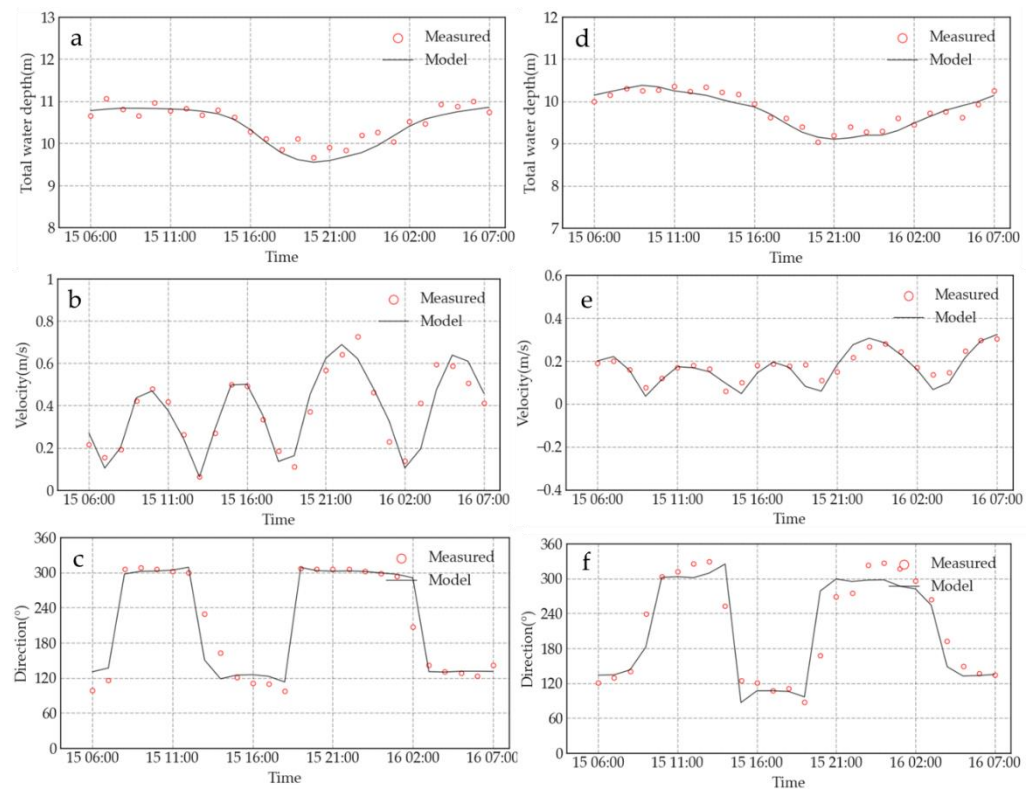 a
13
12
11
10
9
8
Total water depth(m)
Measured
Model
15 06:00 15 11:00 15 16:00 15 21:00 16 02:00 16 07:00
Time
d
12
11
10
9
8
7
Total water depth(m)
Measured
Model
15 06:00 15 11:00 15 16:00 15 21:00 16 02:00 16 07:00
Time
b
1
0.8
0.6
0.4
0.2
0
Velocity(m/s)
Measured
Model
15 06:00 15 11:00 15 16:00 15 21:00 16 02:00 16 07:00
Time
e
0.6
0.4
0.2
0
−0.2
−0.4
Velocity(m/s)
Measured
Model
15 06:00 15 11:00 15 16:00 15 21:00 16 02:00 16 07:00
Time
c
360
300
240
180
120
60
0
Direction(°)
Measured
Model
15 06:00 15 11:00 15 16:00 15 21:00 16 02:00 16 07:00
Time
f
360
300
240
180
120
60
0
Direction(°)
Measured
Model
15 06:00 15 11:00 15 16:00 15 21:00 16 02:00 16 07:00
Time